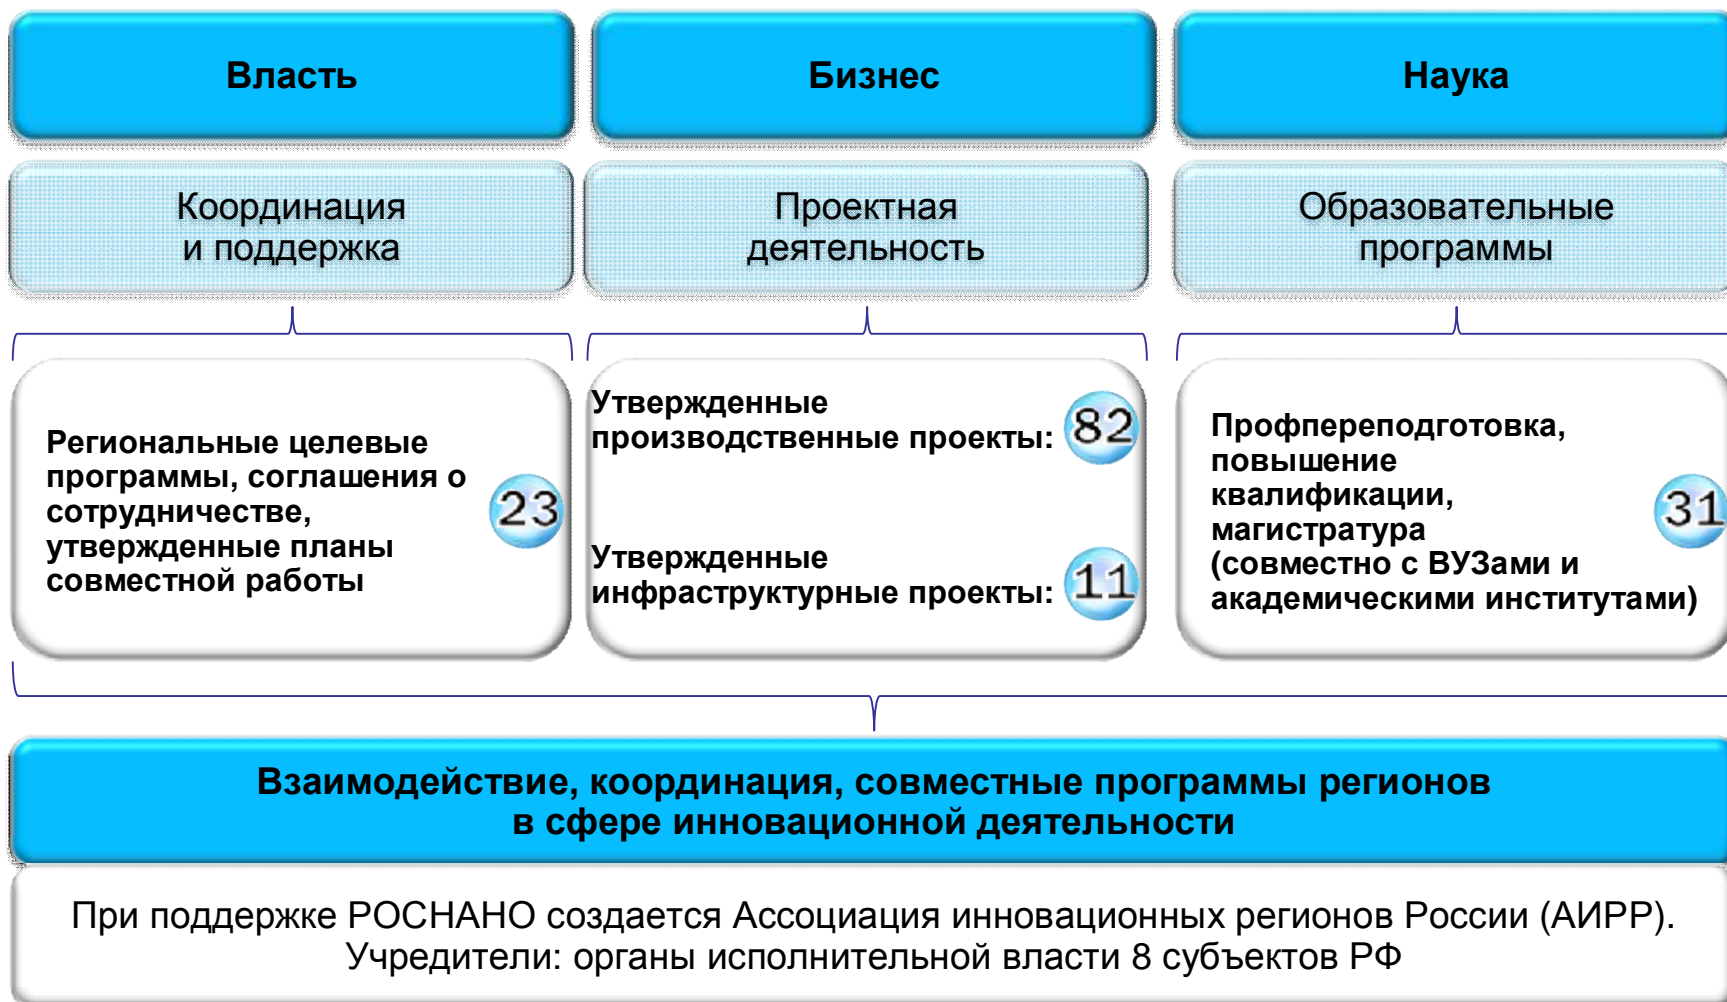 Власть
Бизнес
Наука
Координация
и поддержка
Проектная
деятельность
Образовательные
программы
Региональные целевые
программы, соглашения о
сотрудничестве,
утвержденные планы
совместной работы
23
Утвержденные
производственные проекты:
82
Утвержденные
инфраструктурные проекты:
11
Профпереподготовка,
повышение
квалификации,
магистратура
(совместно с ВУЗами и
академическими институтами)
31
Взаимодействие, координация, совместные программы регионов
в сфере инновационной деятельности
При поддержке РОСНАНО создается Ассоциация инновационных регионов России (АИРР).
Учредители: органы исполнительной власти 8 субъектов РФ